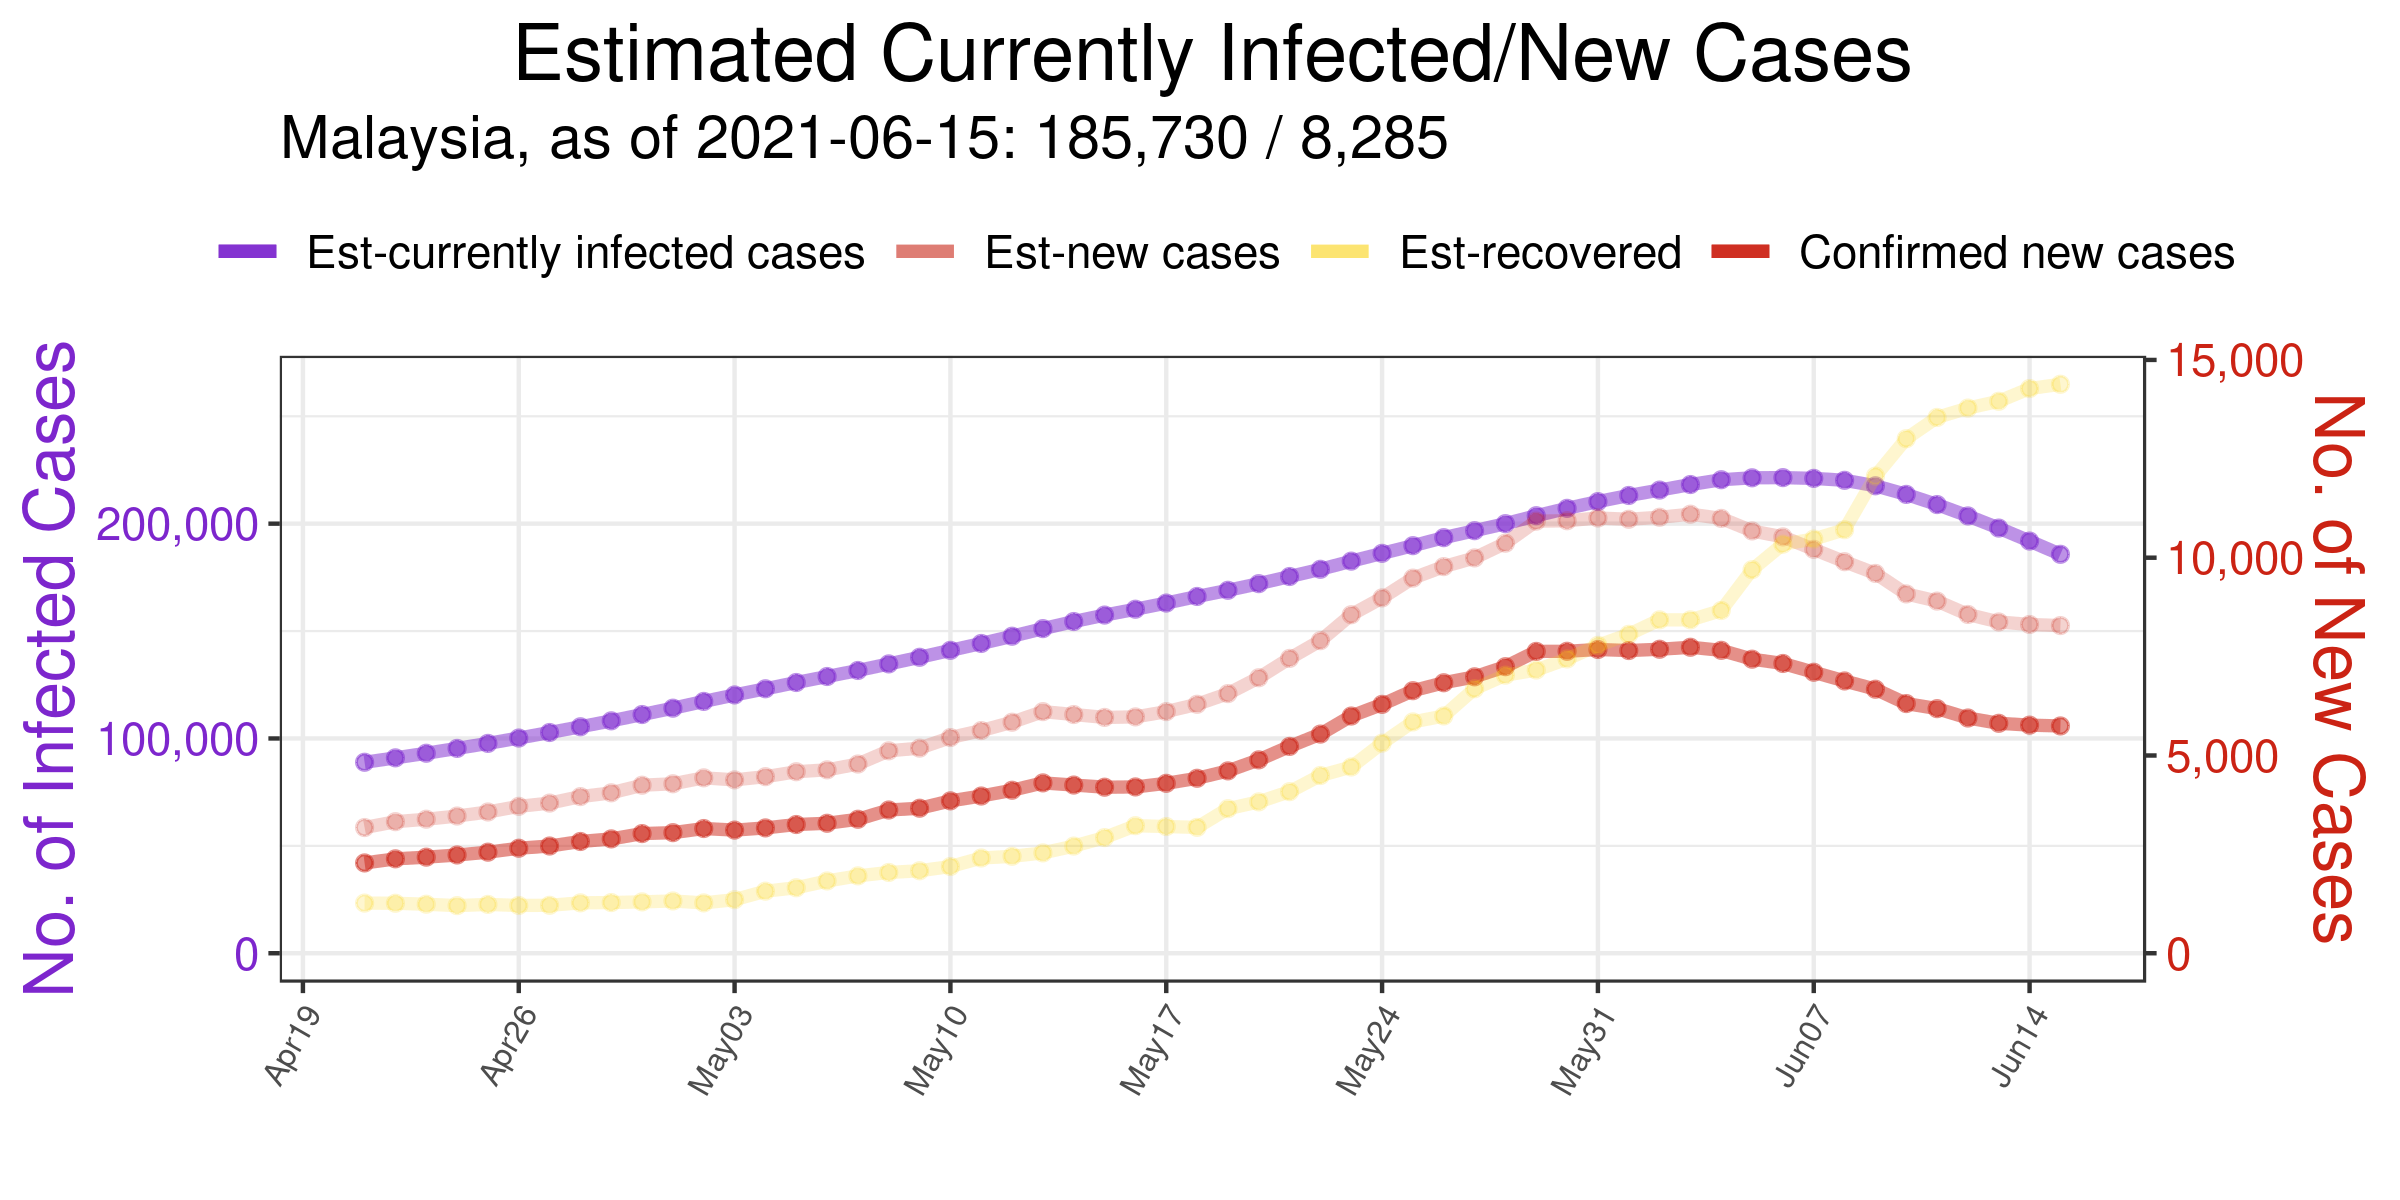 Estimated Currently Infected/New Cases
Malaysia, as of 2021-06-15: 185,730 / 8,285
Est-currently infected cases Est-new cases Est-recovered Confirmed new cases
No. of Infected Cases
200,000
100,000
0
15,000
10,000
5,000
0
No. of New Cases
Apr19 Apr26 May03 May10 May17 May24 May31 Jun07 Jun14